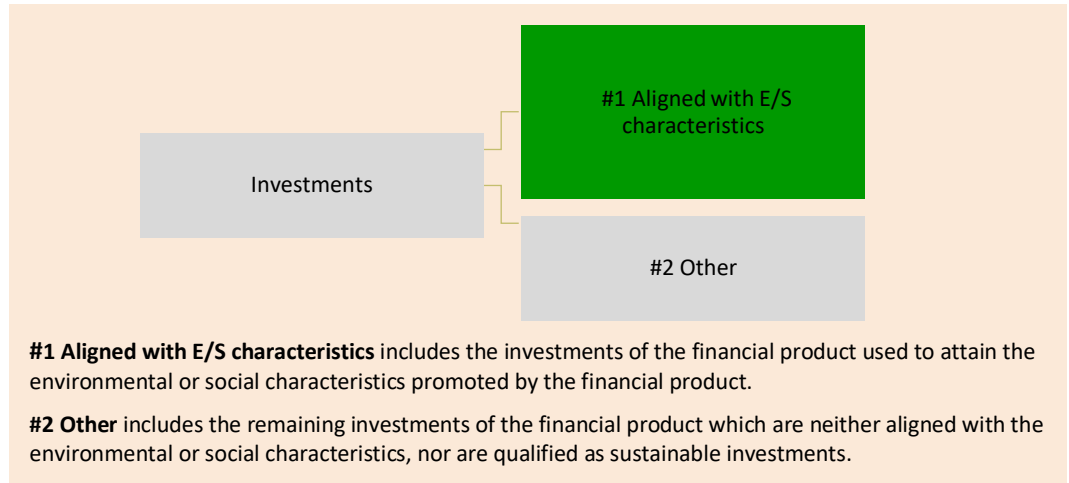 #1 Aligned with E/S
characteristics
Investments
#2 Other
#1 Aligned with E/S characteristics includes the investments of the financial product used to attain the
environmental or social characteristics promoted by the financial product.
#2 Other includes the remaining investments of the financial product which are neither aligned with the
environmental or social characteristics, nor are qualified as sustainable investments.